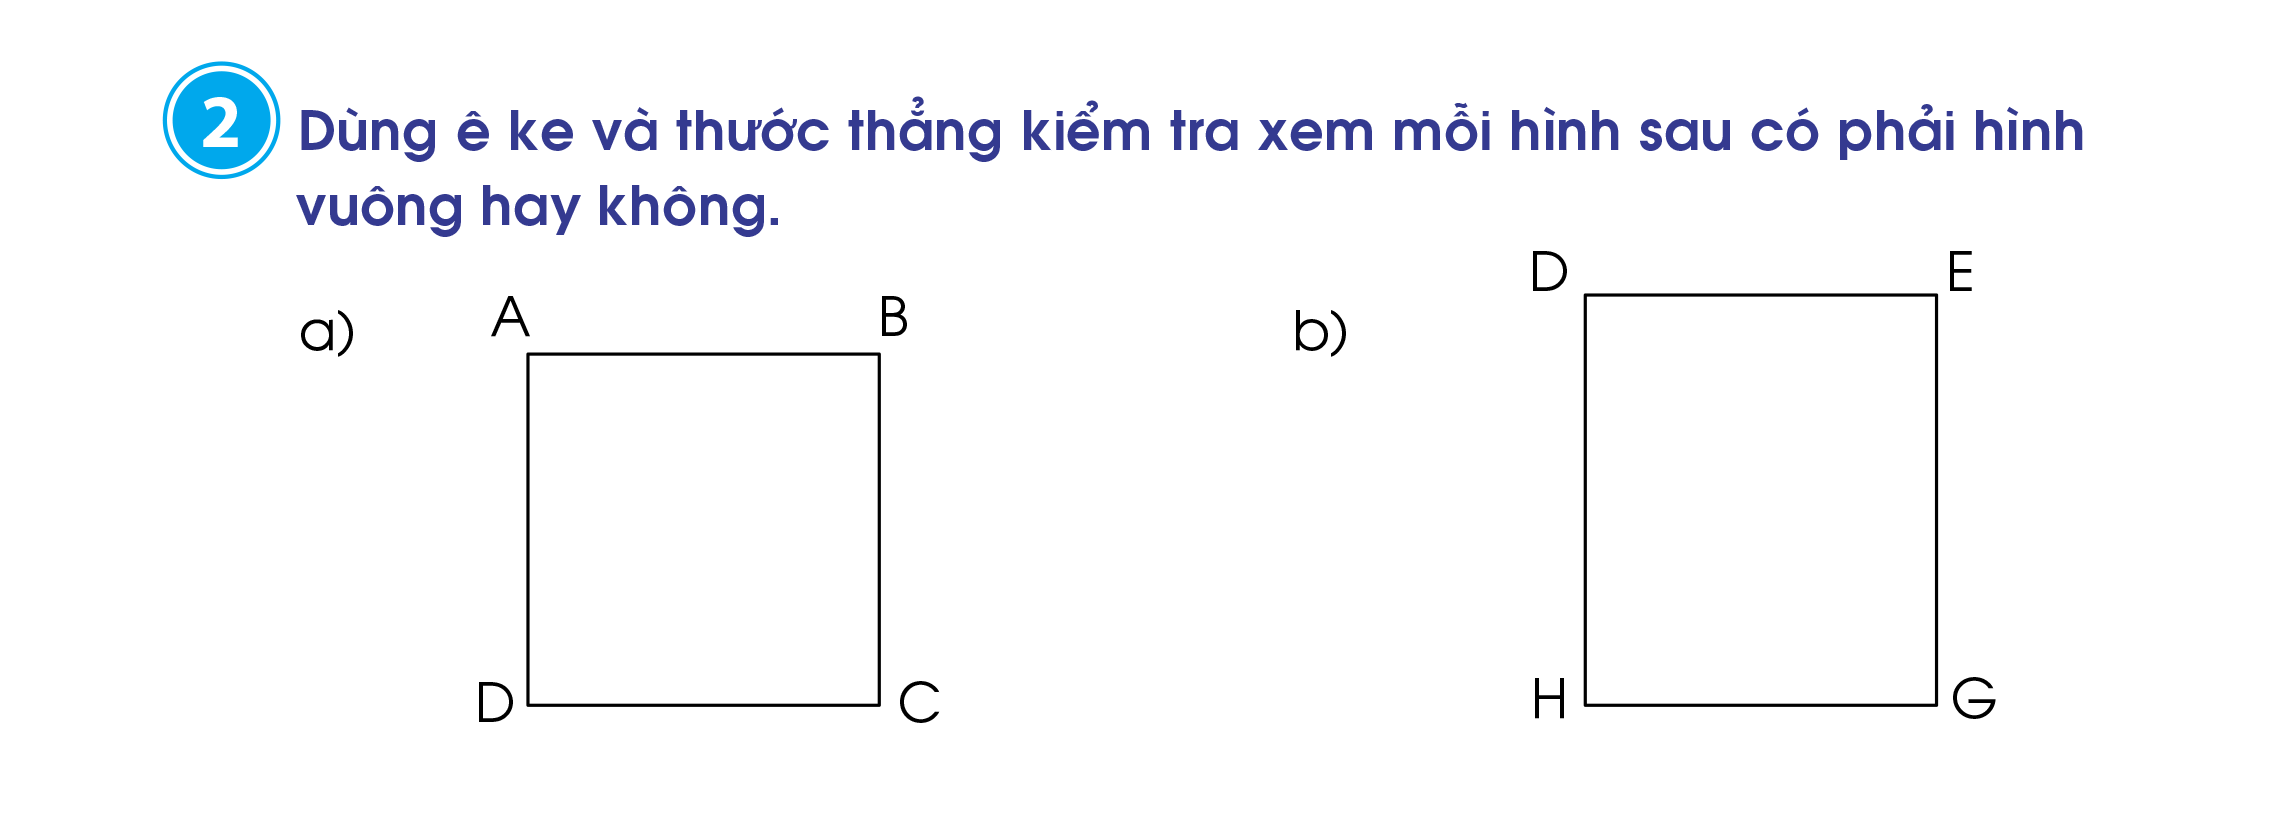 2 Dùng ê ke và thước thẳng kiểm tra xem mỗi hình sau có phải hình
vuông hay không.
a)
A B
D C
b)
D E
H G